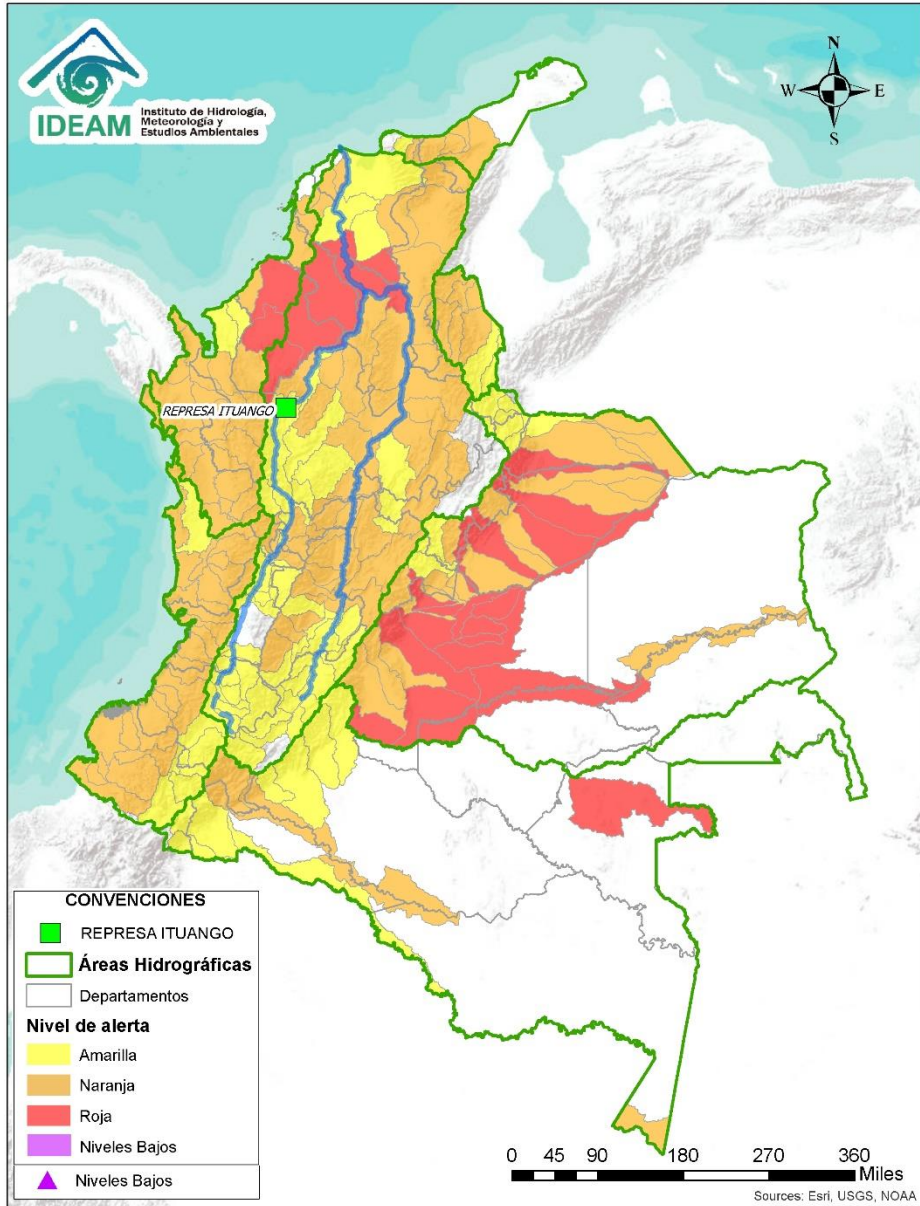 IDEAM
Instituto de Hidrología,
Meteorología y
Estudios Ambientales
N
W
E
S
REPRESA ITUANGO
CONVENCIONES
REPRESA ITUANGO
Áreas Hidrográficas
Departamentos
Nivel de alerta
Amarilla
Naranja
Roja
Niveles Bajos
Niveles Bajos
0 45 90 180 270 360
Miles
Sources: Esri, USGS, NOAA